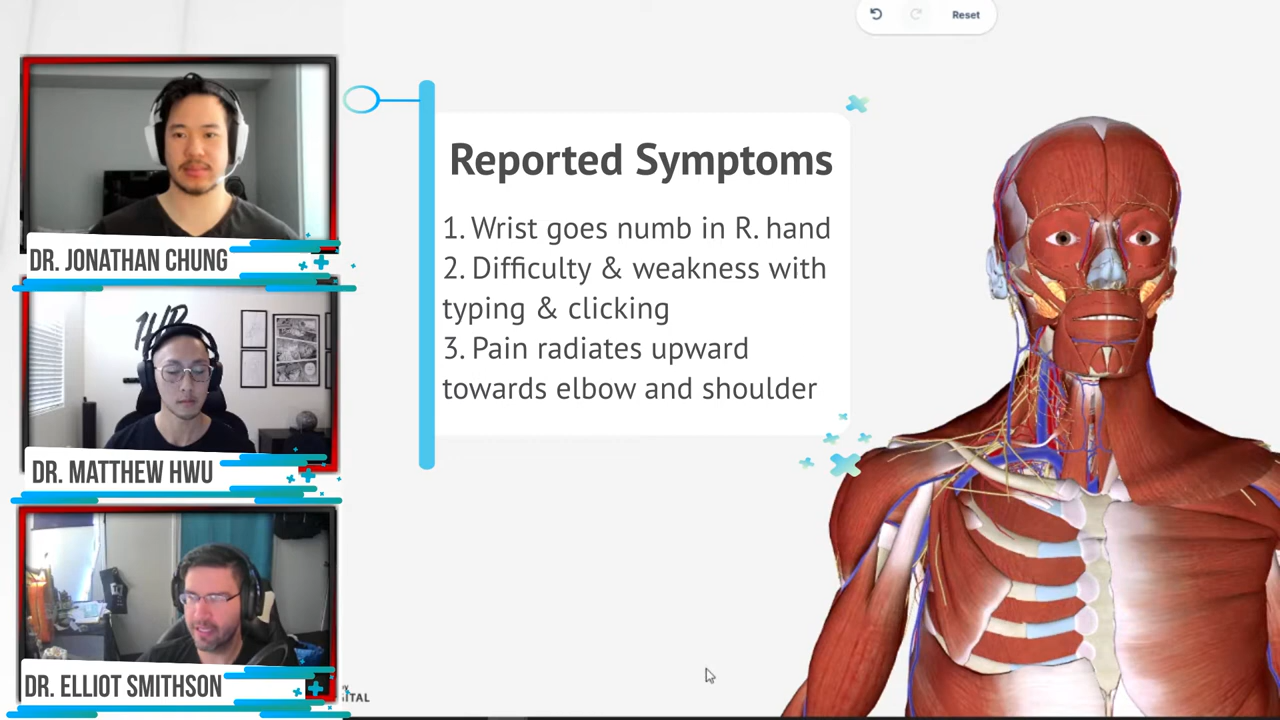 Reset
Reported Symptoms
1. Wrist goes numb in R. hand
2. Difficulty & weakness with
typing & clicking
3. Pain radiates upward
towards elbow and shoulder
DR. JONATHAN CHUNG
1HP
DR. MATTHEW HWU
DR. ELLIOT SMITHSON